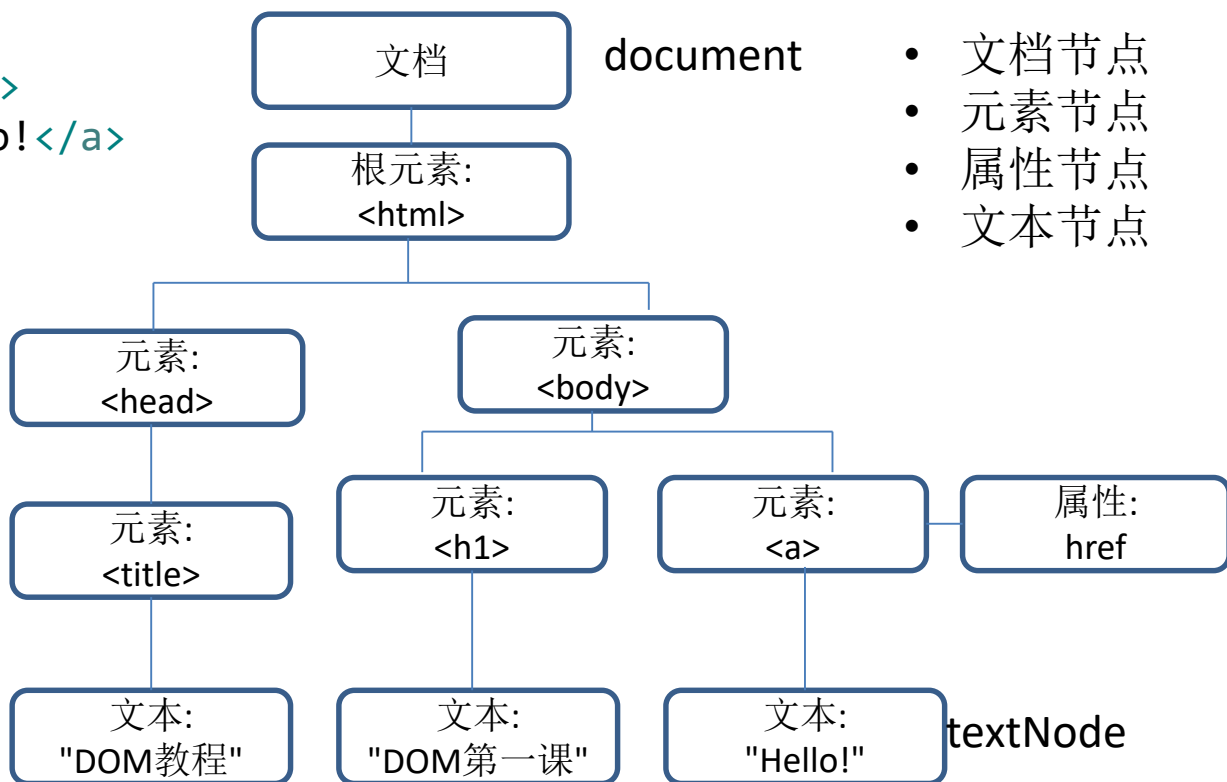 >
o!</a>
文档
document
• 文档节点
• 元素节点
• 属性节点
• 文本节点
根元素:
<html>
元素:
<head>
元素:
<body>
元素:
<title>
元素:
<h1>
元素:
<a>
属性:
href
文本:
"DOM教程"
文本:
"DOM第一课"
文本:
"Hello!"
textNode